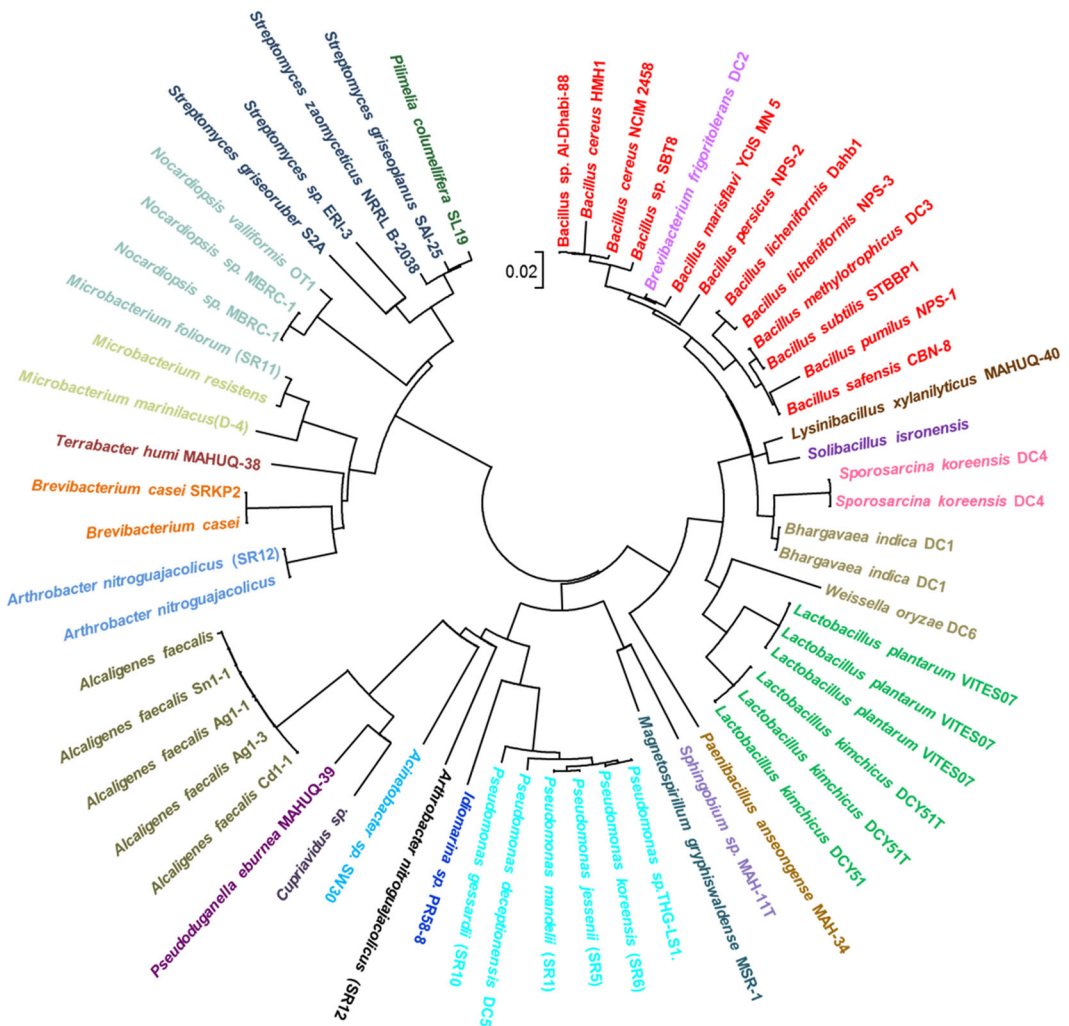 Bacillus sp. Al-Dhabi-88
Bacillus cereus HMH1
Bacillus cereus NCIM 2458
Bacillus sp. SBT8
Brevibacterium frigoritolerans DC2
Bacillus marisflavi YCIS MN 5
Bacillus persicus NPS-2
Bacillus licheniformis Dahb1
Bacillus licheniformis NPS-3
Bacillus methylotrophicus DC3
Bacillus subtilis STBBP1
Bacillus pumilus NPS-1
Bacillus safensis CBN-8
Lysinibacillus xylanilyticus MAHUQ-40
Solibacillus isronensis
Sporosarcina koreensis DC4
Sporosarcina koreensis DC4
Bhargavaea indica DC1
Bhargavaea indica DC1
Weissella oryzae DC6
Lactobacillus plantarum VITES07
Lactobacillus plantarum VITES07
Lactobacillus plantarum VITES07
Lactobacillus kimchicus DCY51T
Lactobacillus kimchicus DCY51T
Lactobacillus kimchicus DCY51
Paenibacillus anseongense MAH-34
Sphingobium sp. MAH-11T
Magnetospirillum gryphiswaldense MSR-1
Pseudomonas sp.THG-LS1.
Pseudomonas koreensis (SR6)
Pseudomonas jessenii (SR5)
Pseudomonas mandelii (SR1)
Pseudomonas deceptionensis DC5
Pseudomonas gessardii (SR10
Idiomarina sp. PR58-8
Arthrobacter nitroguajacolicus (SR12
Acinetobacter sp. SW30
Cupriavidus sp.
Pseudoduganella eburnea MAHUQ-39
Alcaligenes faecalis Cd1-1
Alcaligenes faecalis Ag1-3
Alcaligenes faecalis Ag1-1
Alcaligenes faecalis Sn1-1
Alcaligenes faecalis
Arthrobacter nitroguajacolicus
Arthrobacter nitroguajacolicus (SR12)
Brevibacterium casei
Brevibacterium casei SRKP2
Terrabacter humi MAHUQ-38
Microbacterium marinilacus(D-4)
Microbacterium resistens
Microbacterium foliorum (SR11)
Nocardiopsis sp. MBRC-1
Nocardiopsis sp. MBRC-1
Nocardiopsis valliformis OT1
Streptomyces griseoruber S2A
Streptomyces sp. ERI-3
Streptomyces zaomyceticus NRRL B-2038
Streptomyces griseoplanus SAI-25
Pilimelia columellifera SL19
0.02